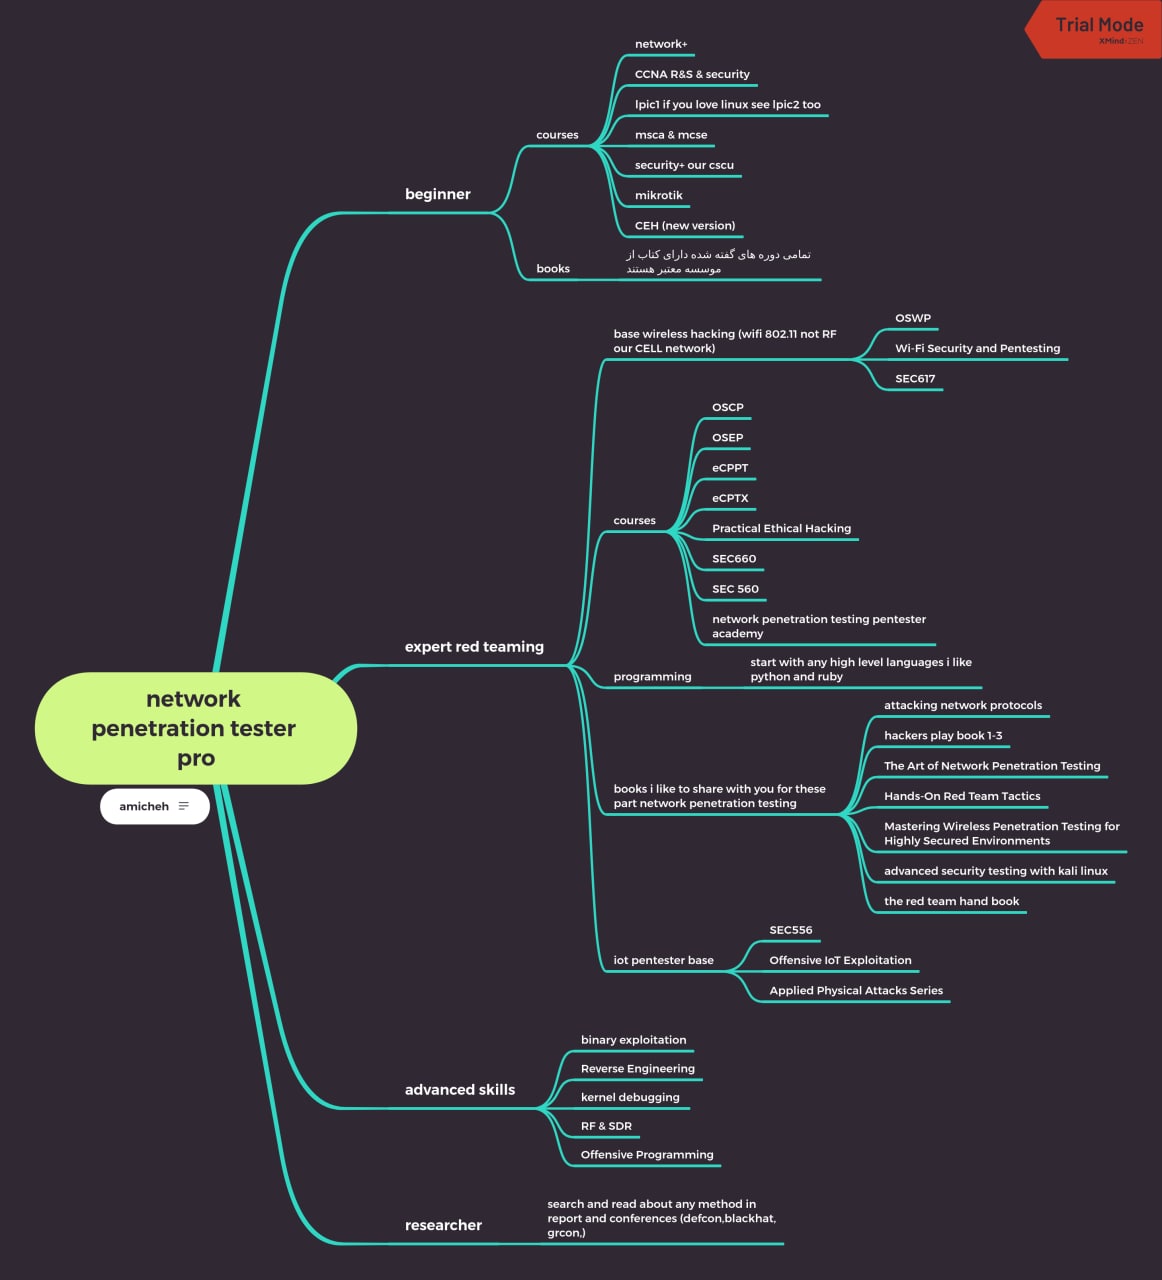 Trial Mode
XMind:ZEN
network
penetration tester
pro
amicheh
beginner
courses
network+
CCNA R&S & security
lpic1 if you love linux see lpic2 too
msca & mcse
security+ our cscu
mikrotik
CEH (new version)
books
تمامی دوره های گفته شده دارای کتاب از
موسسه معتبر هستند
expert red teaming
base wireless hacking (wifi 802.11 not RF
our CELL network)
OSWP
Wi-Fi Security and Pentesting
SEC617
courses
OSCP
OSEP
eCPPT
eCPTX
Practical Ethical Hacking
SEC660
SEC 560
network penetration testing pentester
academy
programming
start with any high level languages i like
python and ruby
books i like to share with you for these
part network penetration testing
attacking network protocols
hackers play book 1-3
The Art of Network Penetration Testing
Hands-On Red Team Tactics
Mastering Wireless Penetration Testing for
Highly Secured Environments
advanced security testing with kali linux
the red team hand book
iot pentester base
SEC556
Offensive IoT Exploitation
Applied Physical Attacks Series
advanced skills
binary exploitation
Reverse Engineering
kernel debugging
RF & SDR
Offensive Programming
researcher
search and read about any method in
report and conferences (defcon,blackhat,
grcon,)